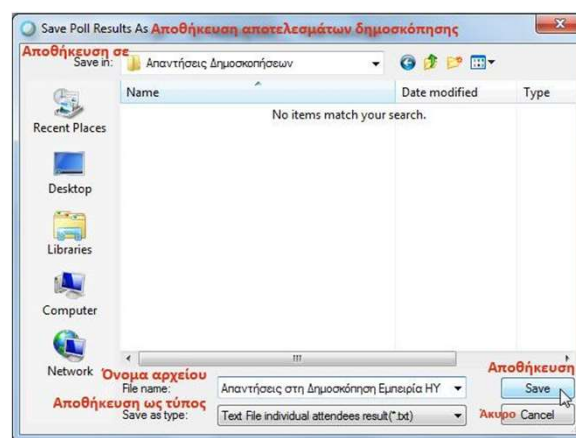 Save Poll Results As Αποθήκευση αποτελεσμάτων δημοσκόπησης
Αποθήκευση σε
Save in: Απαντήσεις Δημοσκοπήσεων
Name Date modified Type
No items match your search.
Recent Places
Desktop
Libraries
Computer
Network
Όνομα αρχείου
Αποθήκευση
File name: Απαντήσεις στη Δημοσκόπηση Εμπειρία ΗΥ Save
Αποθήκευση ως τύπος
Save as type: Text File individual attendees result(*.txt) Άκυρο Cancel